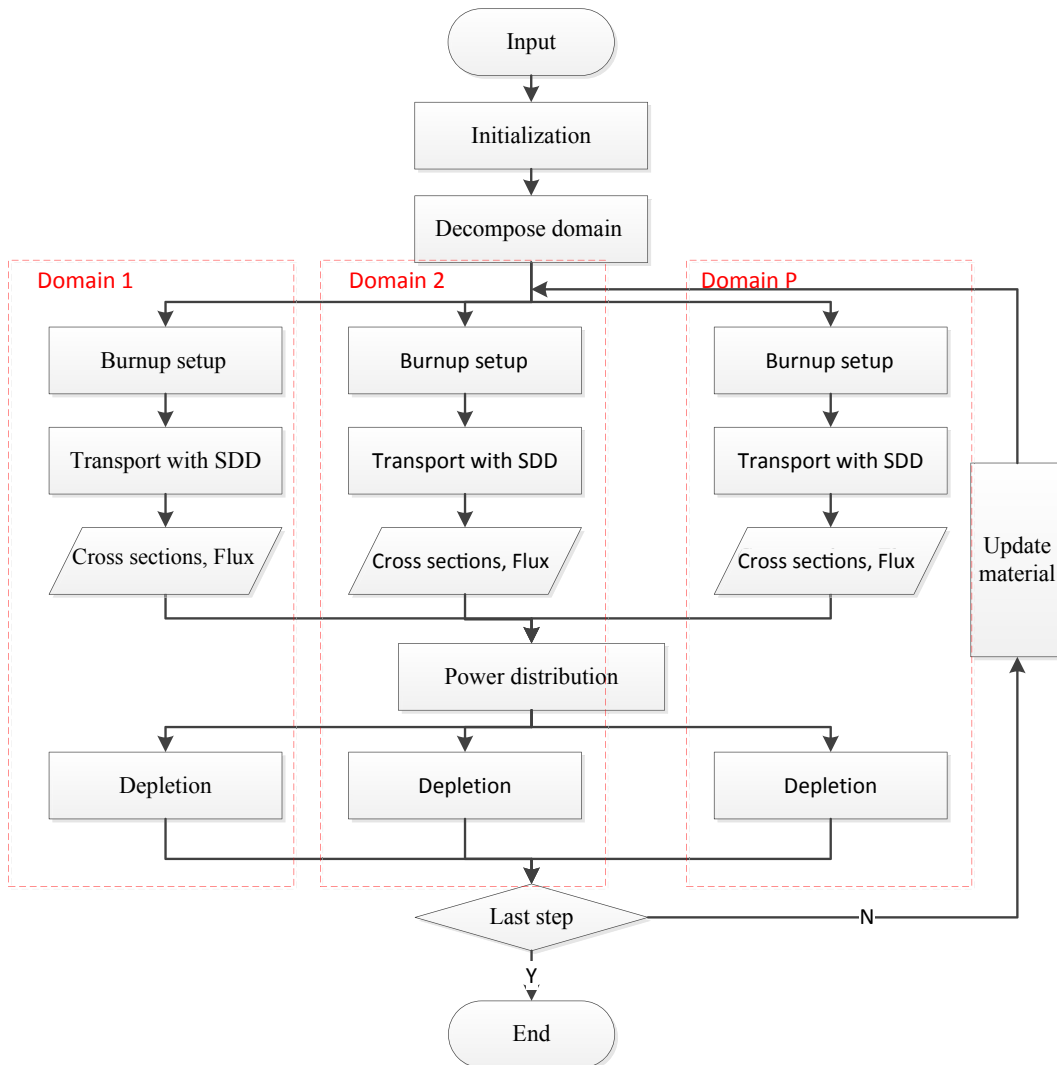 Input
Initialization
Decompose domain
Domain 1
Domain 2
Domain P
Burnup setup
Burnup setup
Burnup setup
Transport with SDD
Transport with SDD
Transport with SDD
Cross sections, Flux
Cross sections, Flux
Cross sections, Flux
Update
material
Power distribution
Depletion
Depletion
Depletion
Last step
N
Y
End